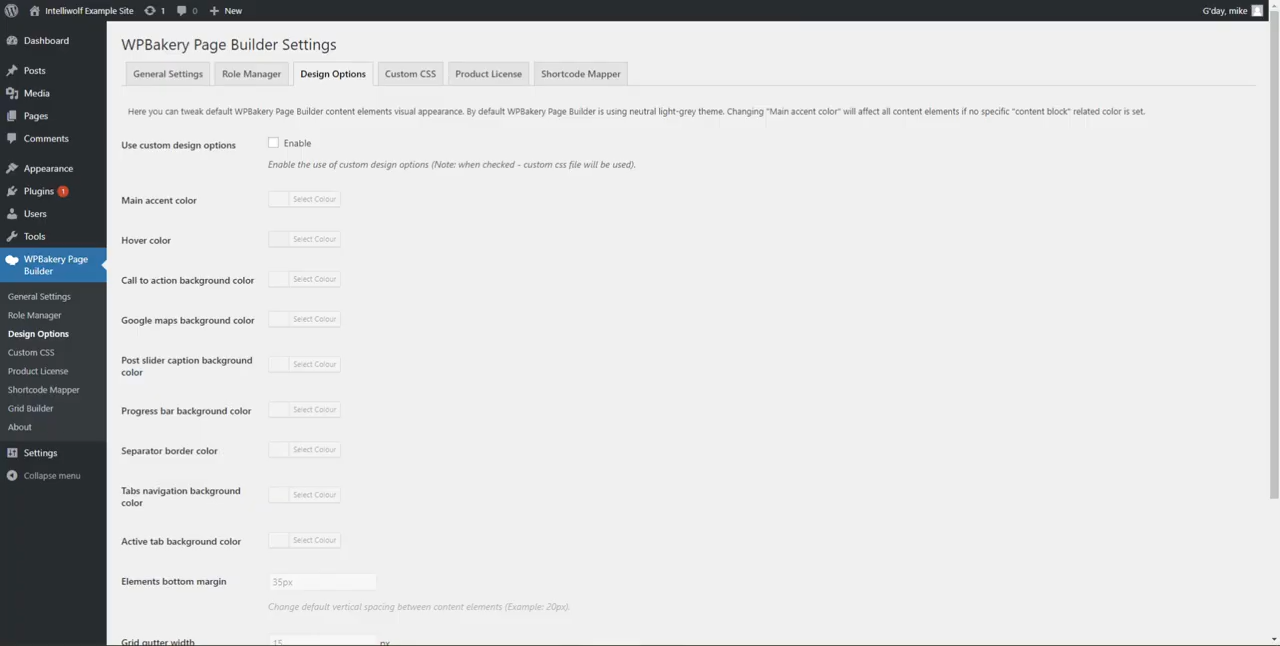 Intelliwolf Example Site 1 0 New G'day, mike
Dashboard
Posts
Media
Pages
Comments
Appearance
Plugins 1
Users
Tools
WPBakery Page
Builder
General Settings
Role Manager
Design Options
Custom CSS
Product License
Shortcode Mapper
Grid Builder
About
Settings
Collapse menu
WPBakery Page Builder Settings
General Settings Role Manager Design Options Custom CSS Product License Shortcode Mapper
Here you can tweak default WPBakery Page Builder content elements visual appearance. By default WPBakery Page Builder is using neutral light-grey theme. Changing "Main accent color" will affect all content elements if no specific "content block" related color is set.
Use custom design options Enable
Enable the use of custom design options (Note: when checked - custom css file will be used).
Main accent color Select Colour
Hover color Select Colour
Call to action background color Select Colour
Google maps background color Select Colour
Post slider caption background
color Select Colour
Progress bar background color Select Colour
Separator border color Select Colour
Tabs navigation background
color Select Colour
Active tab background color Select Colour
Elements bottom margin 35px
Change default vertical spacing between content elements (Example: 20px).
Grid gutter width 15 px